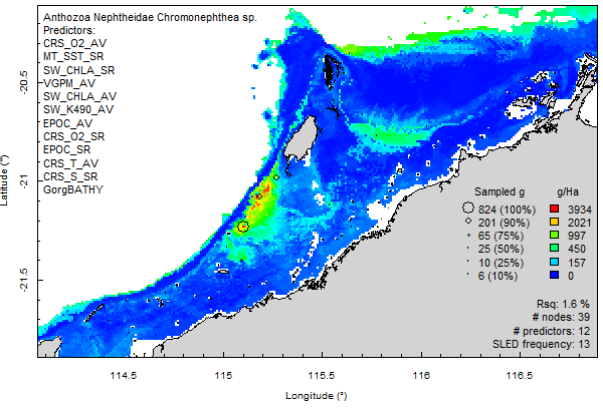 Anthozoa Nephtheidae Chromonephthea sp.
Predictors:
CRS_O2_AV
MT_SST_SR
SW_CHLA_SR
VGPM_AV
SW_CHLA_AV
SW_K490_AV
EPOC_AV
CRS_O2_SR
EPOC_SR
CRS_T_AV
CRS_S_SR
GorgBATHY
Latitude (°)
-20.5
-21
-21.5
Sampled g g/Ha
824 (100%) 3934
201 (90%) 2021
65 (75%) 997
25 (50%) 450
10 (25%) 157
6 (10%) 0
Rsq: 1.6 %
# nodes: 39
# predictors: 12
SLED frequency: 13
114.5 115 115.5 116 116.5
Longitude (°)